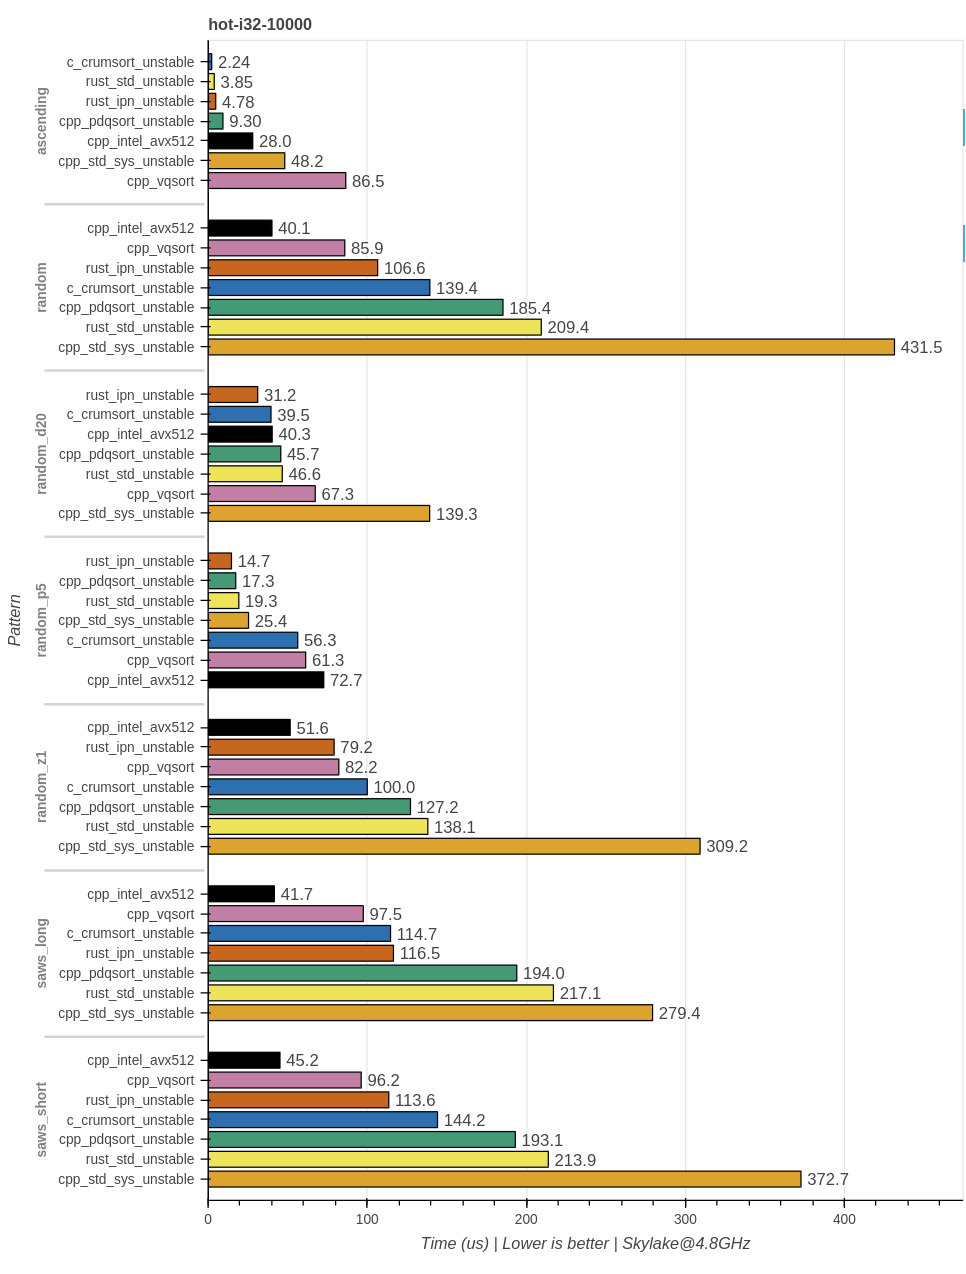 hot-i32-10000
Pattern
ascending
c_crumsort_unstable 2.24
rust_std_unstable 3.85
rust_ipn_unstable 4.78
cpp_pdqsort_unstable 9.30
cpp_intel_avx512 28.0
cpp_std_sys_unstable 48.2
cpp_vqsort 86.5
random
cpp_intel_avx512 40.1
cpp_vqsort 85.9
rust_ipn_unstable 106.6
c_crumsort_unstable 139.4
cpp_pdqsort_unstable 185.4
rust_std_unstable 209.4
cpp_std_sys_unstable 431.5
random_d20
rust_ipn_unstable 31.2
c_crumsort_unstable 39.5
cpp_intel_avx512 40.3
cpp_pdqsort_unstable 45.7
rust_std_unstable 46.6
cpp_vqsort 67.3
cpp_std_sys_unstable 139.3
random_p5
rust_ipn_unstable 14.7
cpp_pdqsort_unstable 17.3
rust_std_unstable 19.3
cpp_std_sys_unstable 25.4
c_crumsort_unstable 56.3
cpp_vqsort 61.3
cpp_intel_avx512 72.7
random_z1
cpp_intel_avx512 51.6
rust_ipn_unstable 79.2
cpp_vqsort 82.2
c_crumsort_unstable 100.0
cpp_pdqsort_unstable 127.2
rust_std_unstable 138.1
cpp_std_sys_unstable 309.2
saws_long
cpp_intel_avx512 41.7
cpp_vqsort 97.5
c_crumsort_unstable 114.7
rust_ipn_unstable 116.5
cpp_pdqsort_unstable 194.0
rust_std_unstable 217.1
cpp_std_sys_unstable 279.4
saws_short
cpp_intel_avx512 45.2
cpp_vqsort 96.2
rust_ipn_unstable 113.6
c_crumsort_unstable 144.2
cpp_pdqsort_unstable 193.1
rust_std_unstable 213.9
cpp_std_sys_unstable 372.7
0 100 200 300 400
Time (us) | Lower is better | Skylake@4.8GHz